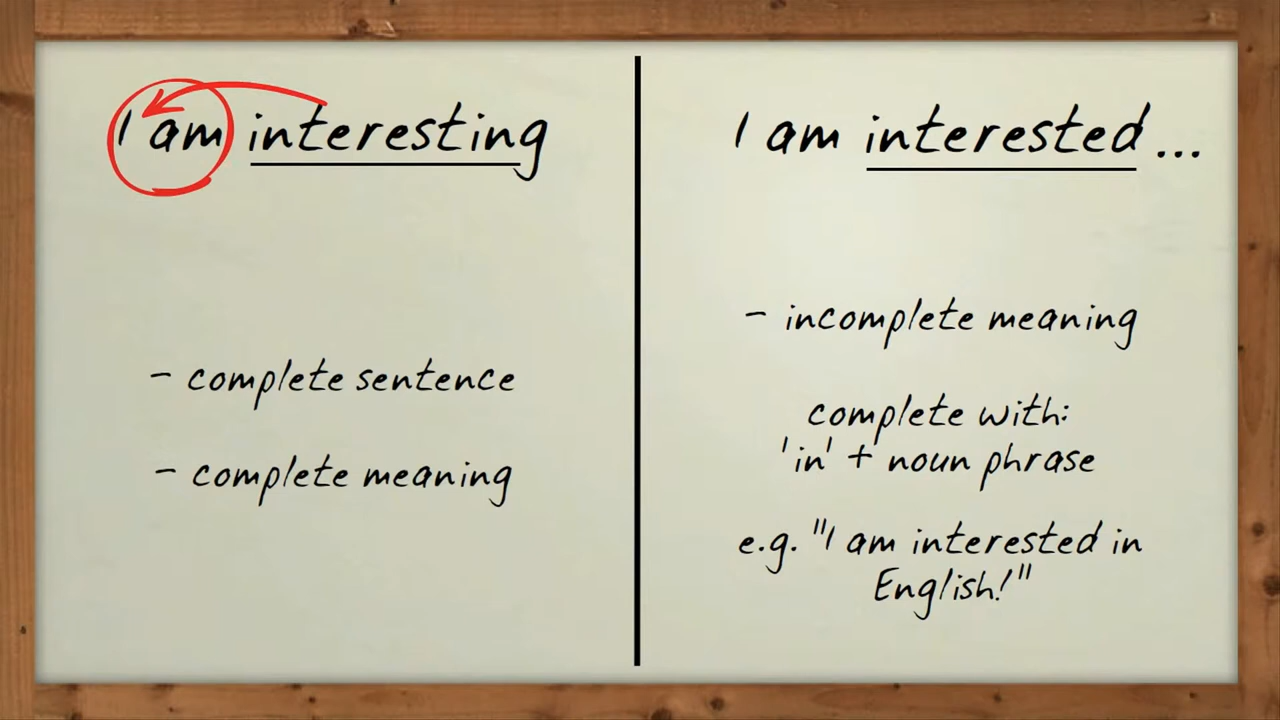 I am interesting
- complete sentence
- complete meaning
I am interested...
- incomplete meaning
complete with:
'in' + noun phrase
e.g. "I am interested in
English!"